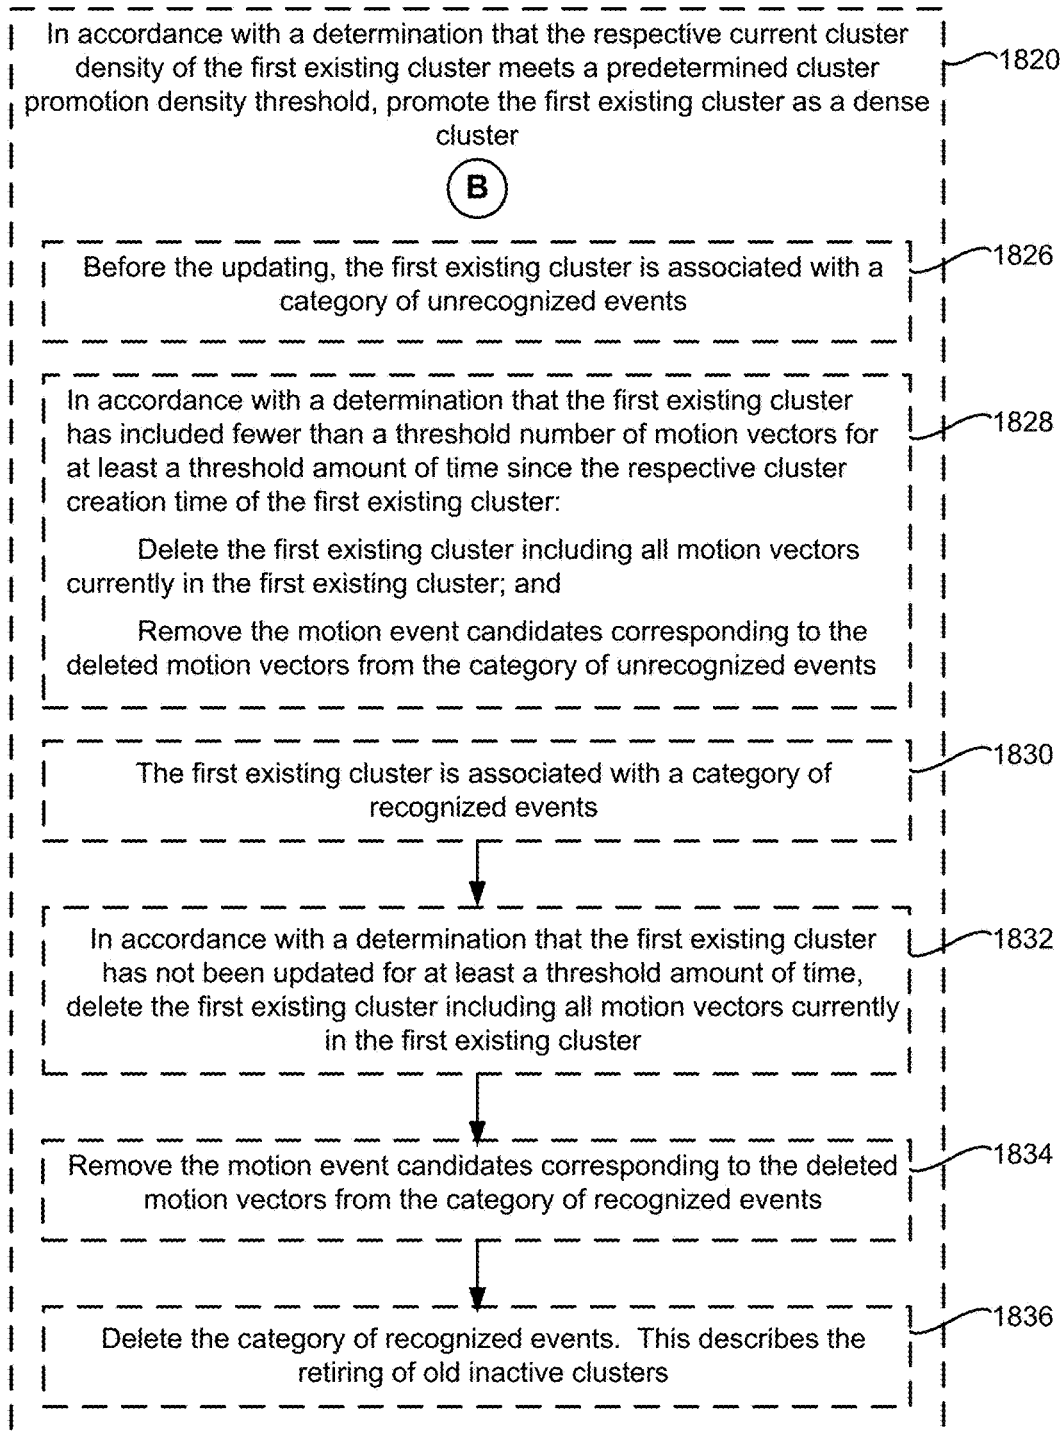 In accordance with a determination that the respective current cluster
density of the first existing cluster meets a predetermined cluster
promotion density threshold, promote the first existing cluster as a dense
cluster
1820
B
Before the updating, the first existing cluster is associated with a
category of unrecognized events
1826
In accordance with a determination that the first existing cluster
has included fewer than a threshold number of motion vectors for
at least a threshold amount of time since the respective cluster
creation time of the first existing cluster:
Delete the first existing cluster including all motion vectors
currently in the first existing cluster; and
Remove the motion event candidates corresponding to the
deleted motion vectors from the category of unrecognized events
1828
The first existing cluster is associated with a category of
recognized events
1830
In accordance with a determination that the first existing cluster
has not been updated for at least a threshold amount of time,
delete the first existing cluster including all motion vectors currently
in the first existing cluster
1832
Remove the motion event candidates corresponding to the deleted
motion vectors from the category of recognized events
1834
Delete the category of recognized events. This describes the
retiring of old inactive clusters
1836